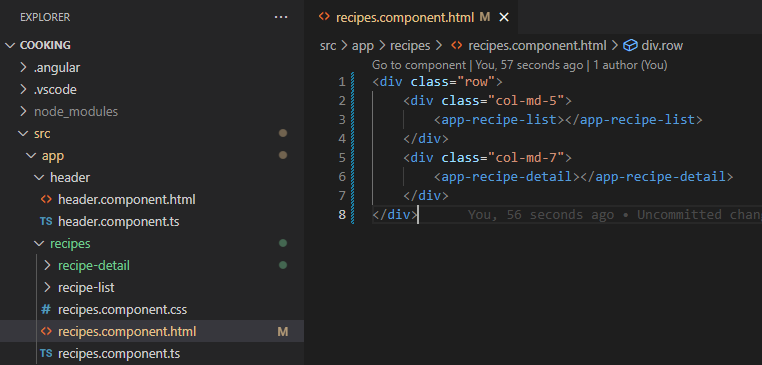 EXPLORER
COOKING
.angular
.vscode
node_modules
src
app
header
header.component.html
TS header.component.ts
recipes
recipe-detail
recipe-list
# recipes.component.css
recipes.component.html M
TS recipes.component.ts
recipes.component.html M
src > app > recipes > recipes.component.html > div.row
Go to component | You, 57 seconds ago | 1 author (You)
1 <div class="row">
2 <div class="col-md-5">
3 <app-recipe-list></app-recipe-list>
4 </div>
5 <div class="col-md-7">
6 <app-recipe-detail></app-recipe-detail>
7 </div>
8 </div> You, 56 seconds ago • Uncommitted chan